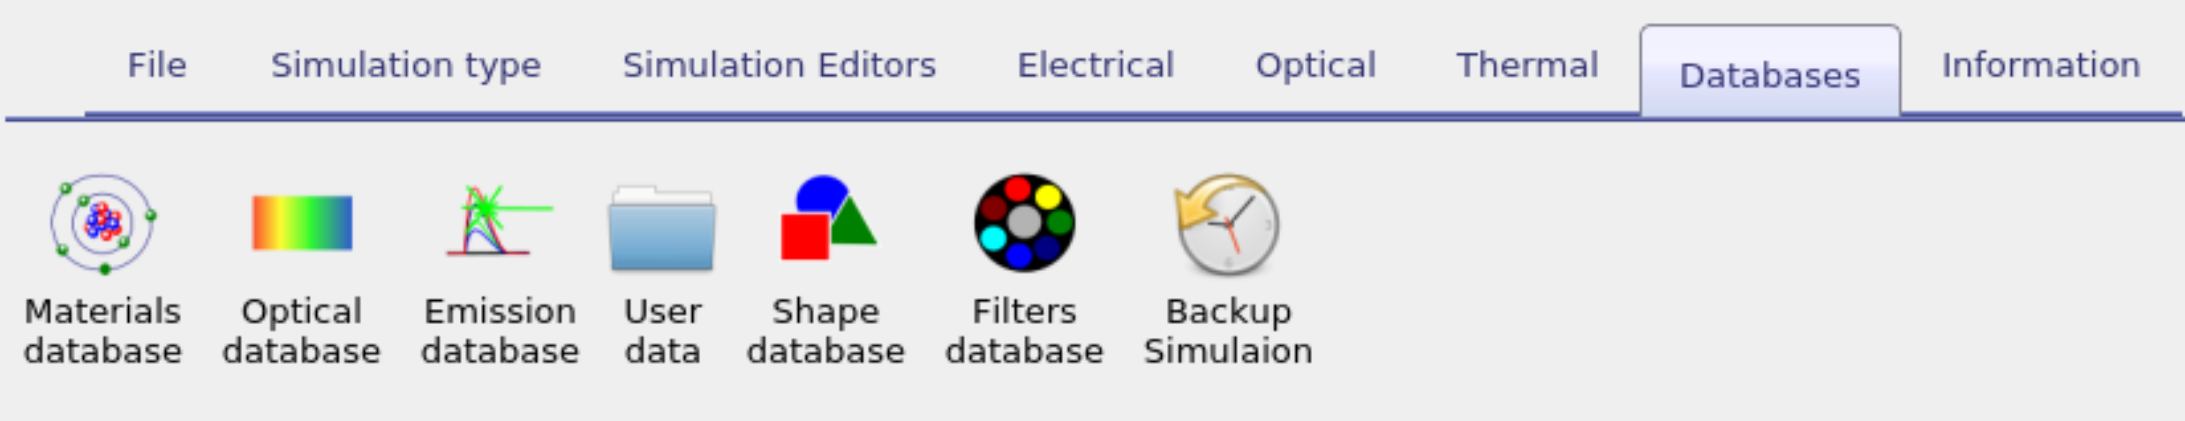 File Simulation type Simulation Editors Electrical Optical Thermal Databases Information
Materials database
Optical database
Emission database
User data
Shape database
Filters database
Backup Simulaion